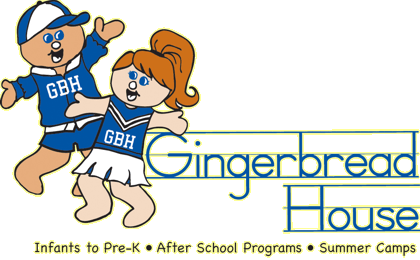 GBH
GBH
Gingerbread
House
Infants to Pre-K • After School Programs • Summer Camps